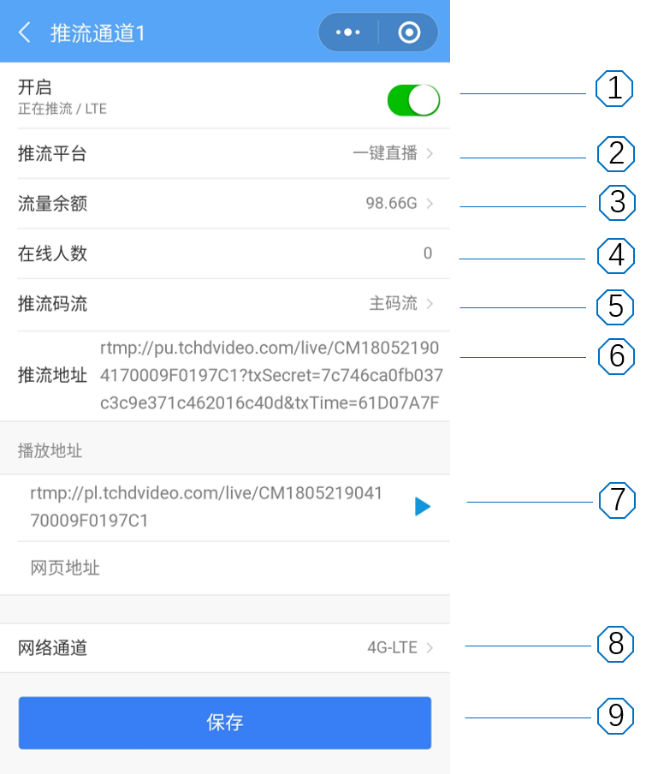 推流通道1
开启
正在推流 / LTE
1
推流平台
一键直播
2
流量余额
98.66G
3
在线人数
0
4
推流码流
主码流
5
推流地址
rtmp://pu.tchdvideo.com/live/CM18052190
4170009F0197C1?txSecret=7c746ca0fb037
c3c9e371c462016c40d&txTime=61D07A7F
6
播放地址
rtmp://pl.tchdvideo.com/live/CM1805219041
70009F0197C1
7
网页地址
网络通道
4G-LTE
8
保存
9